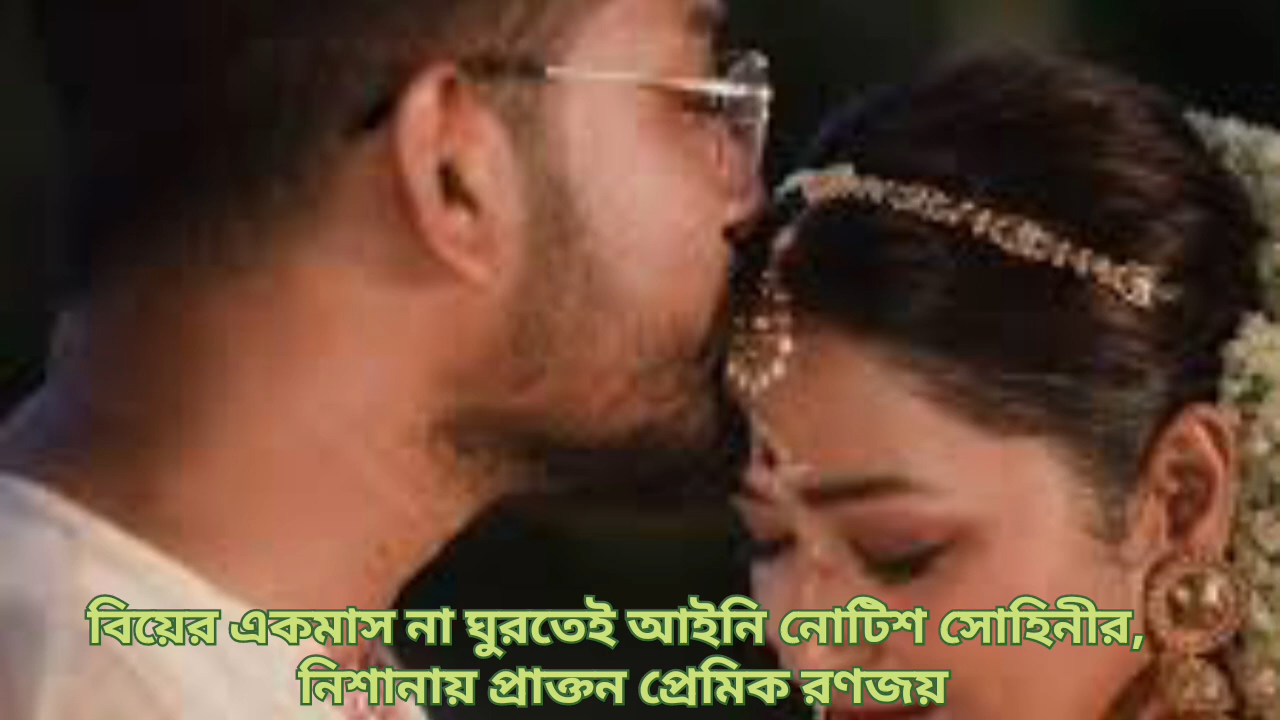 বিয়ের একমাস না ঘুরতেই আইনি নোটিশ সোহিনীর,
নিশানায় প্রাক্তন প্রেমিক রণজয়